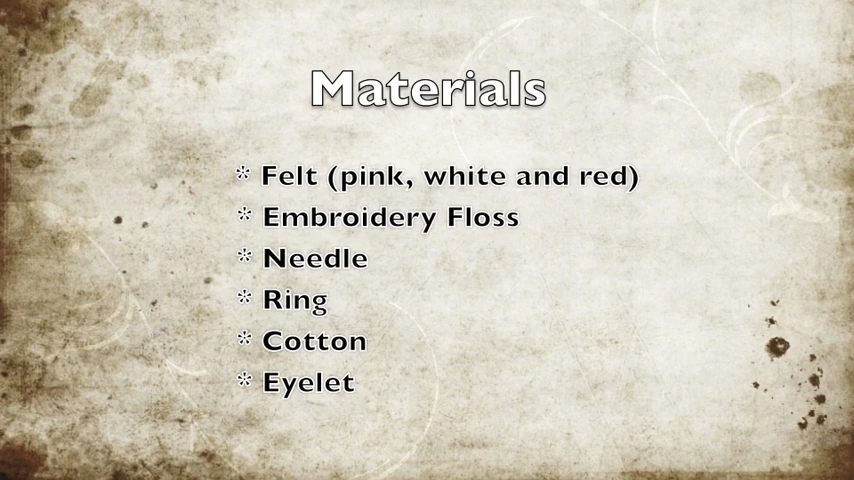 Materials
* Felt (pink, white and red)
* Embroidery Floss
* Needle
* Ring
* Cotton
* Eyelet